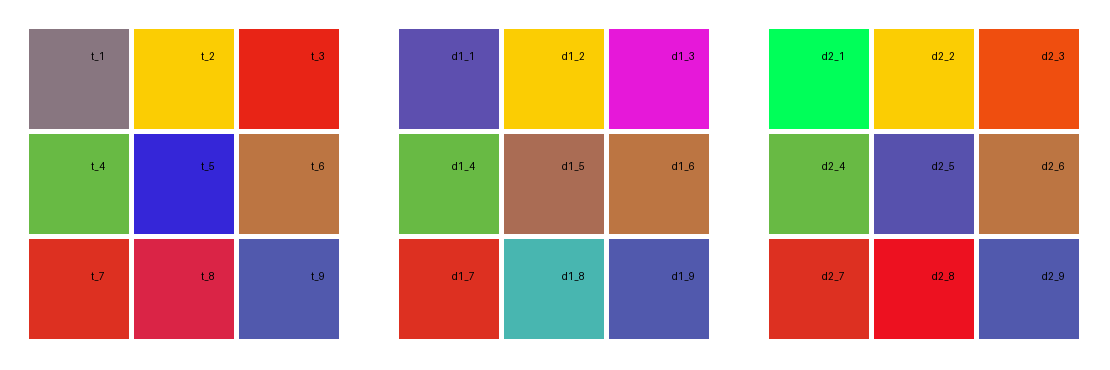 t_1 t_2 t_3 d1_1 d1_2 d1_3 d2_1 d2_2 d2_3
t_4 t_5 t_6 d1_4 d1_5 d1_6 d2_4 d2_5 d2_6
t_7 t_8 t_9 d1_7 d1_8 d1_9 d2_7 d2_8 d2_9